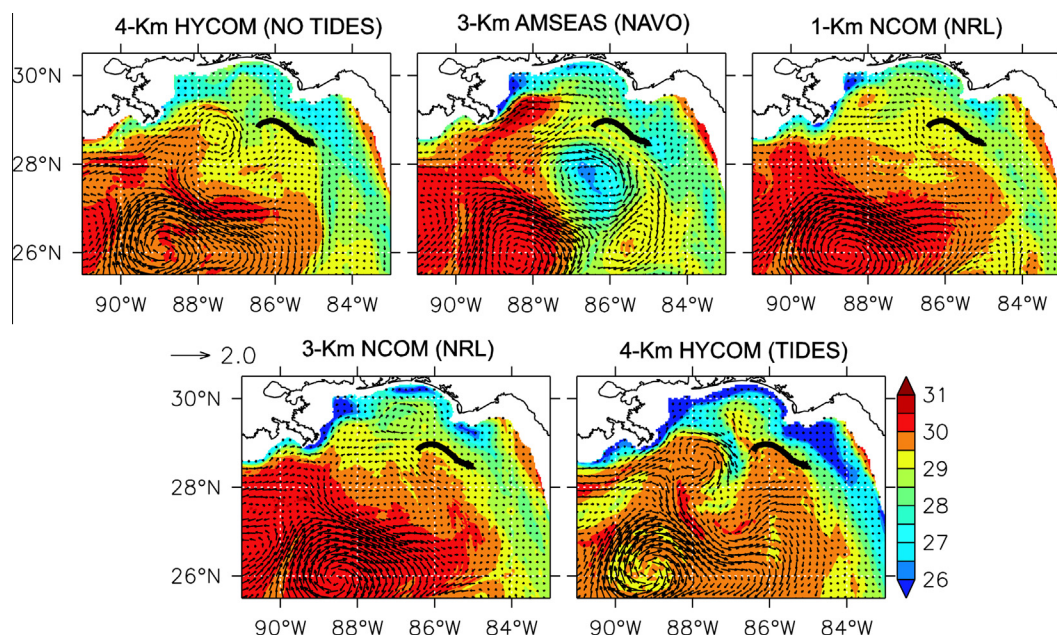 4-Km HYCOM (NO TIDES) 3-Km AMSEAS (NAVO) 1-Km NCOM (NRL)
30°N
28°N
26°N
90°W 88°W 86°W 84°W 90°W 88°W 86°W 84°W 90°W 88°W 86°W 84°W
2.0 3-Km NCOM (NRL) 4-Km HYCOM (TIDES)
30°N
28°N
26°N
31
30
29
28
27
26
90°W 88°W 86°W 84°W 90°W 88°W 86°W 84°W